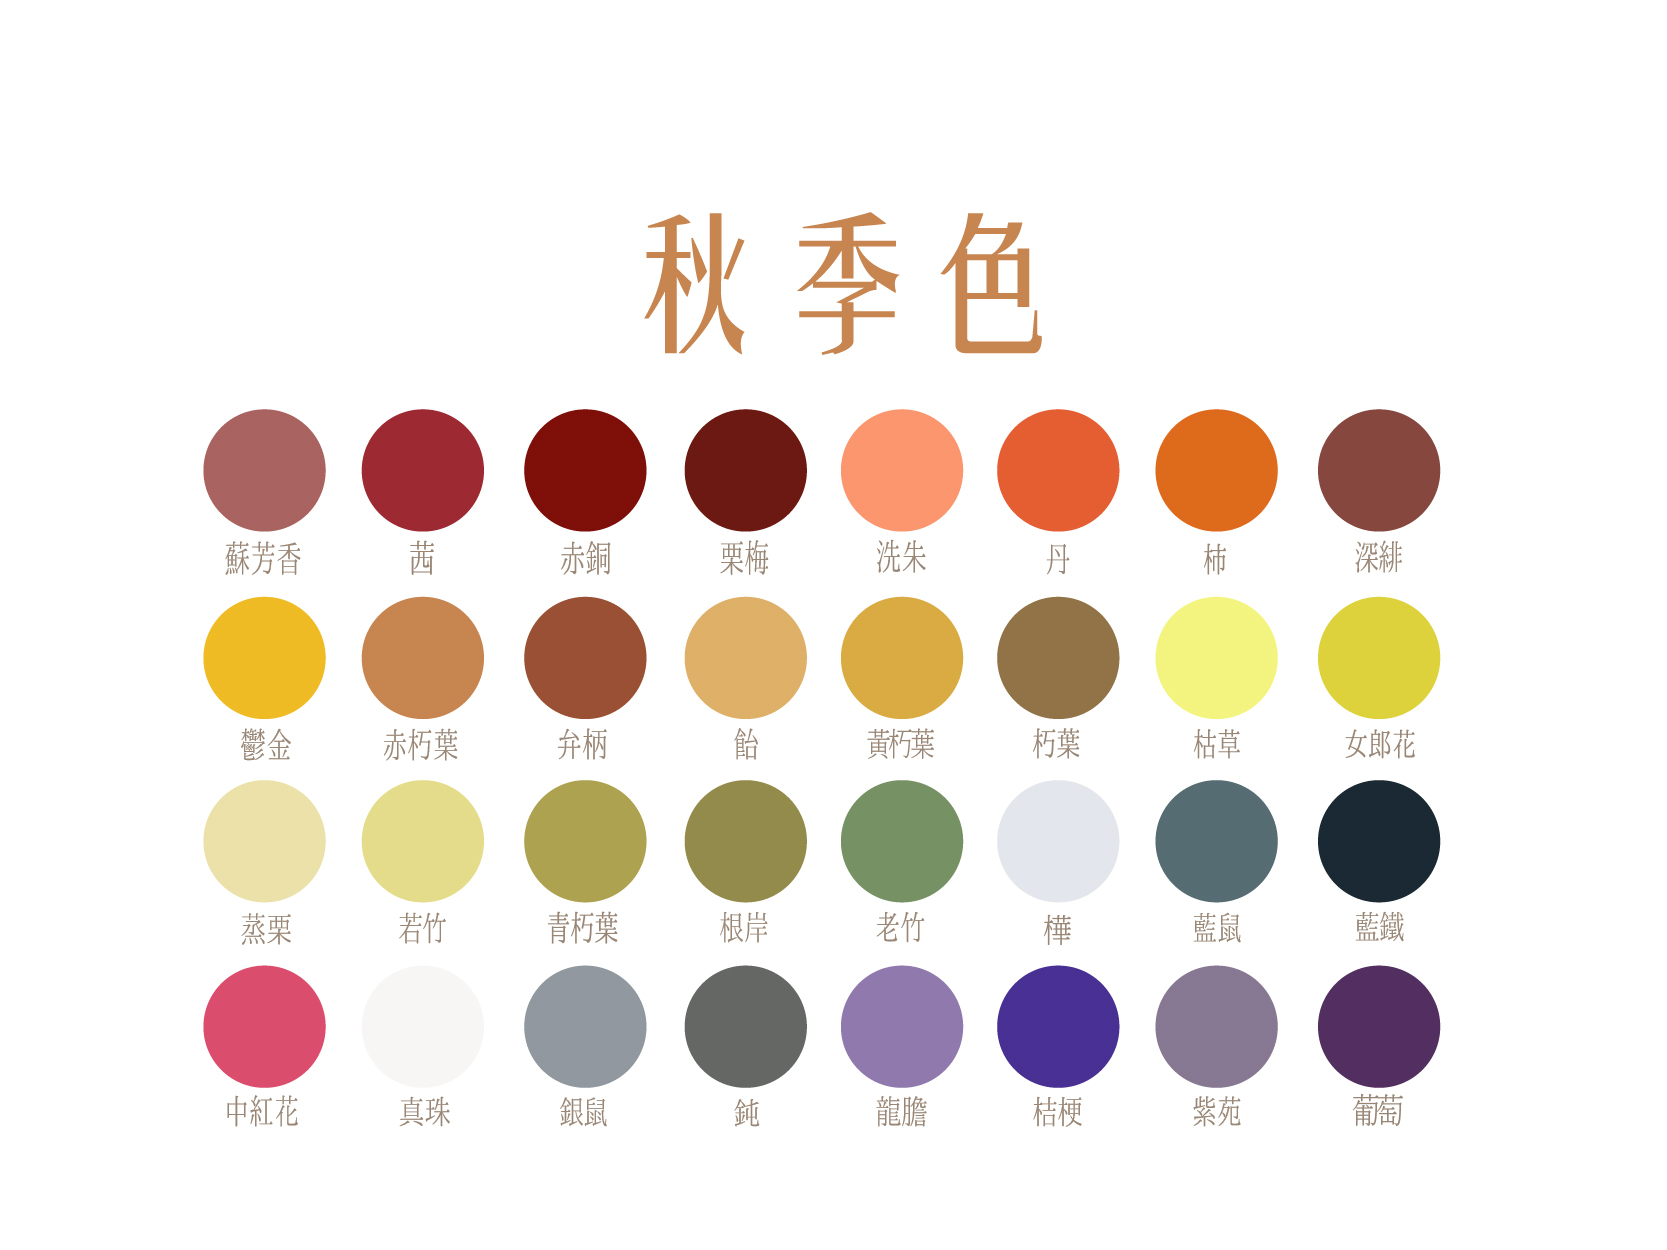 秋季色
蘇芳香 茜 赤銅 栗梅 洗朱 丹 柿 深緋
鬱金 赤朽葉 弁柄 飴 黃朽葉 朽葉 枯草 女郎花
蒸栗 若竹 青朽葉 根岸 老竹 樺 藍鼠 藍鐵
中紅花 真珠 銀鼠 鈍 龍膽 桔梗 紫苑 葡萄